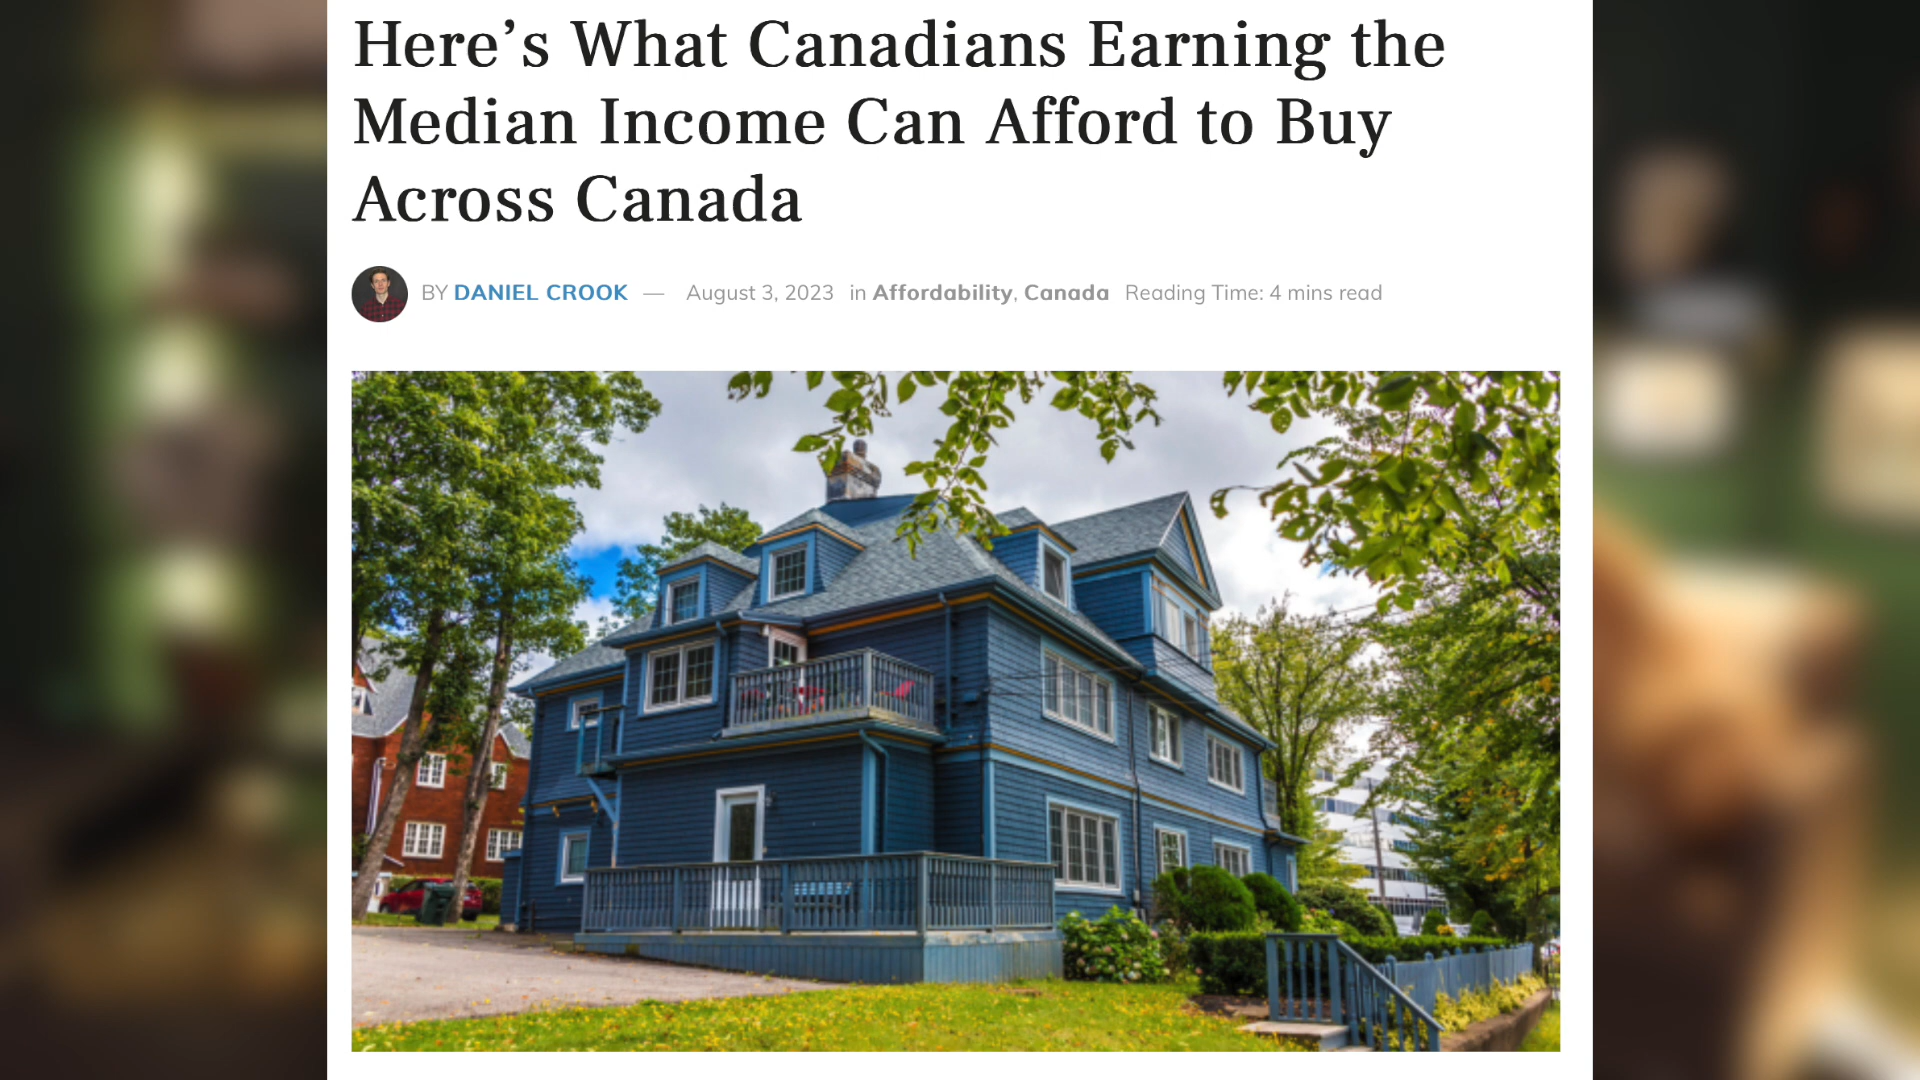 Here’s What Canadians Earning the
Median Income Can Afford to Buy
Across Canada
BY DANIEL CROOK — August 3, 2023 in Affordability, Canada Reading Time: 4 mins read